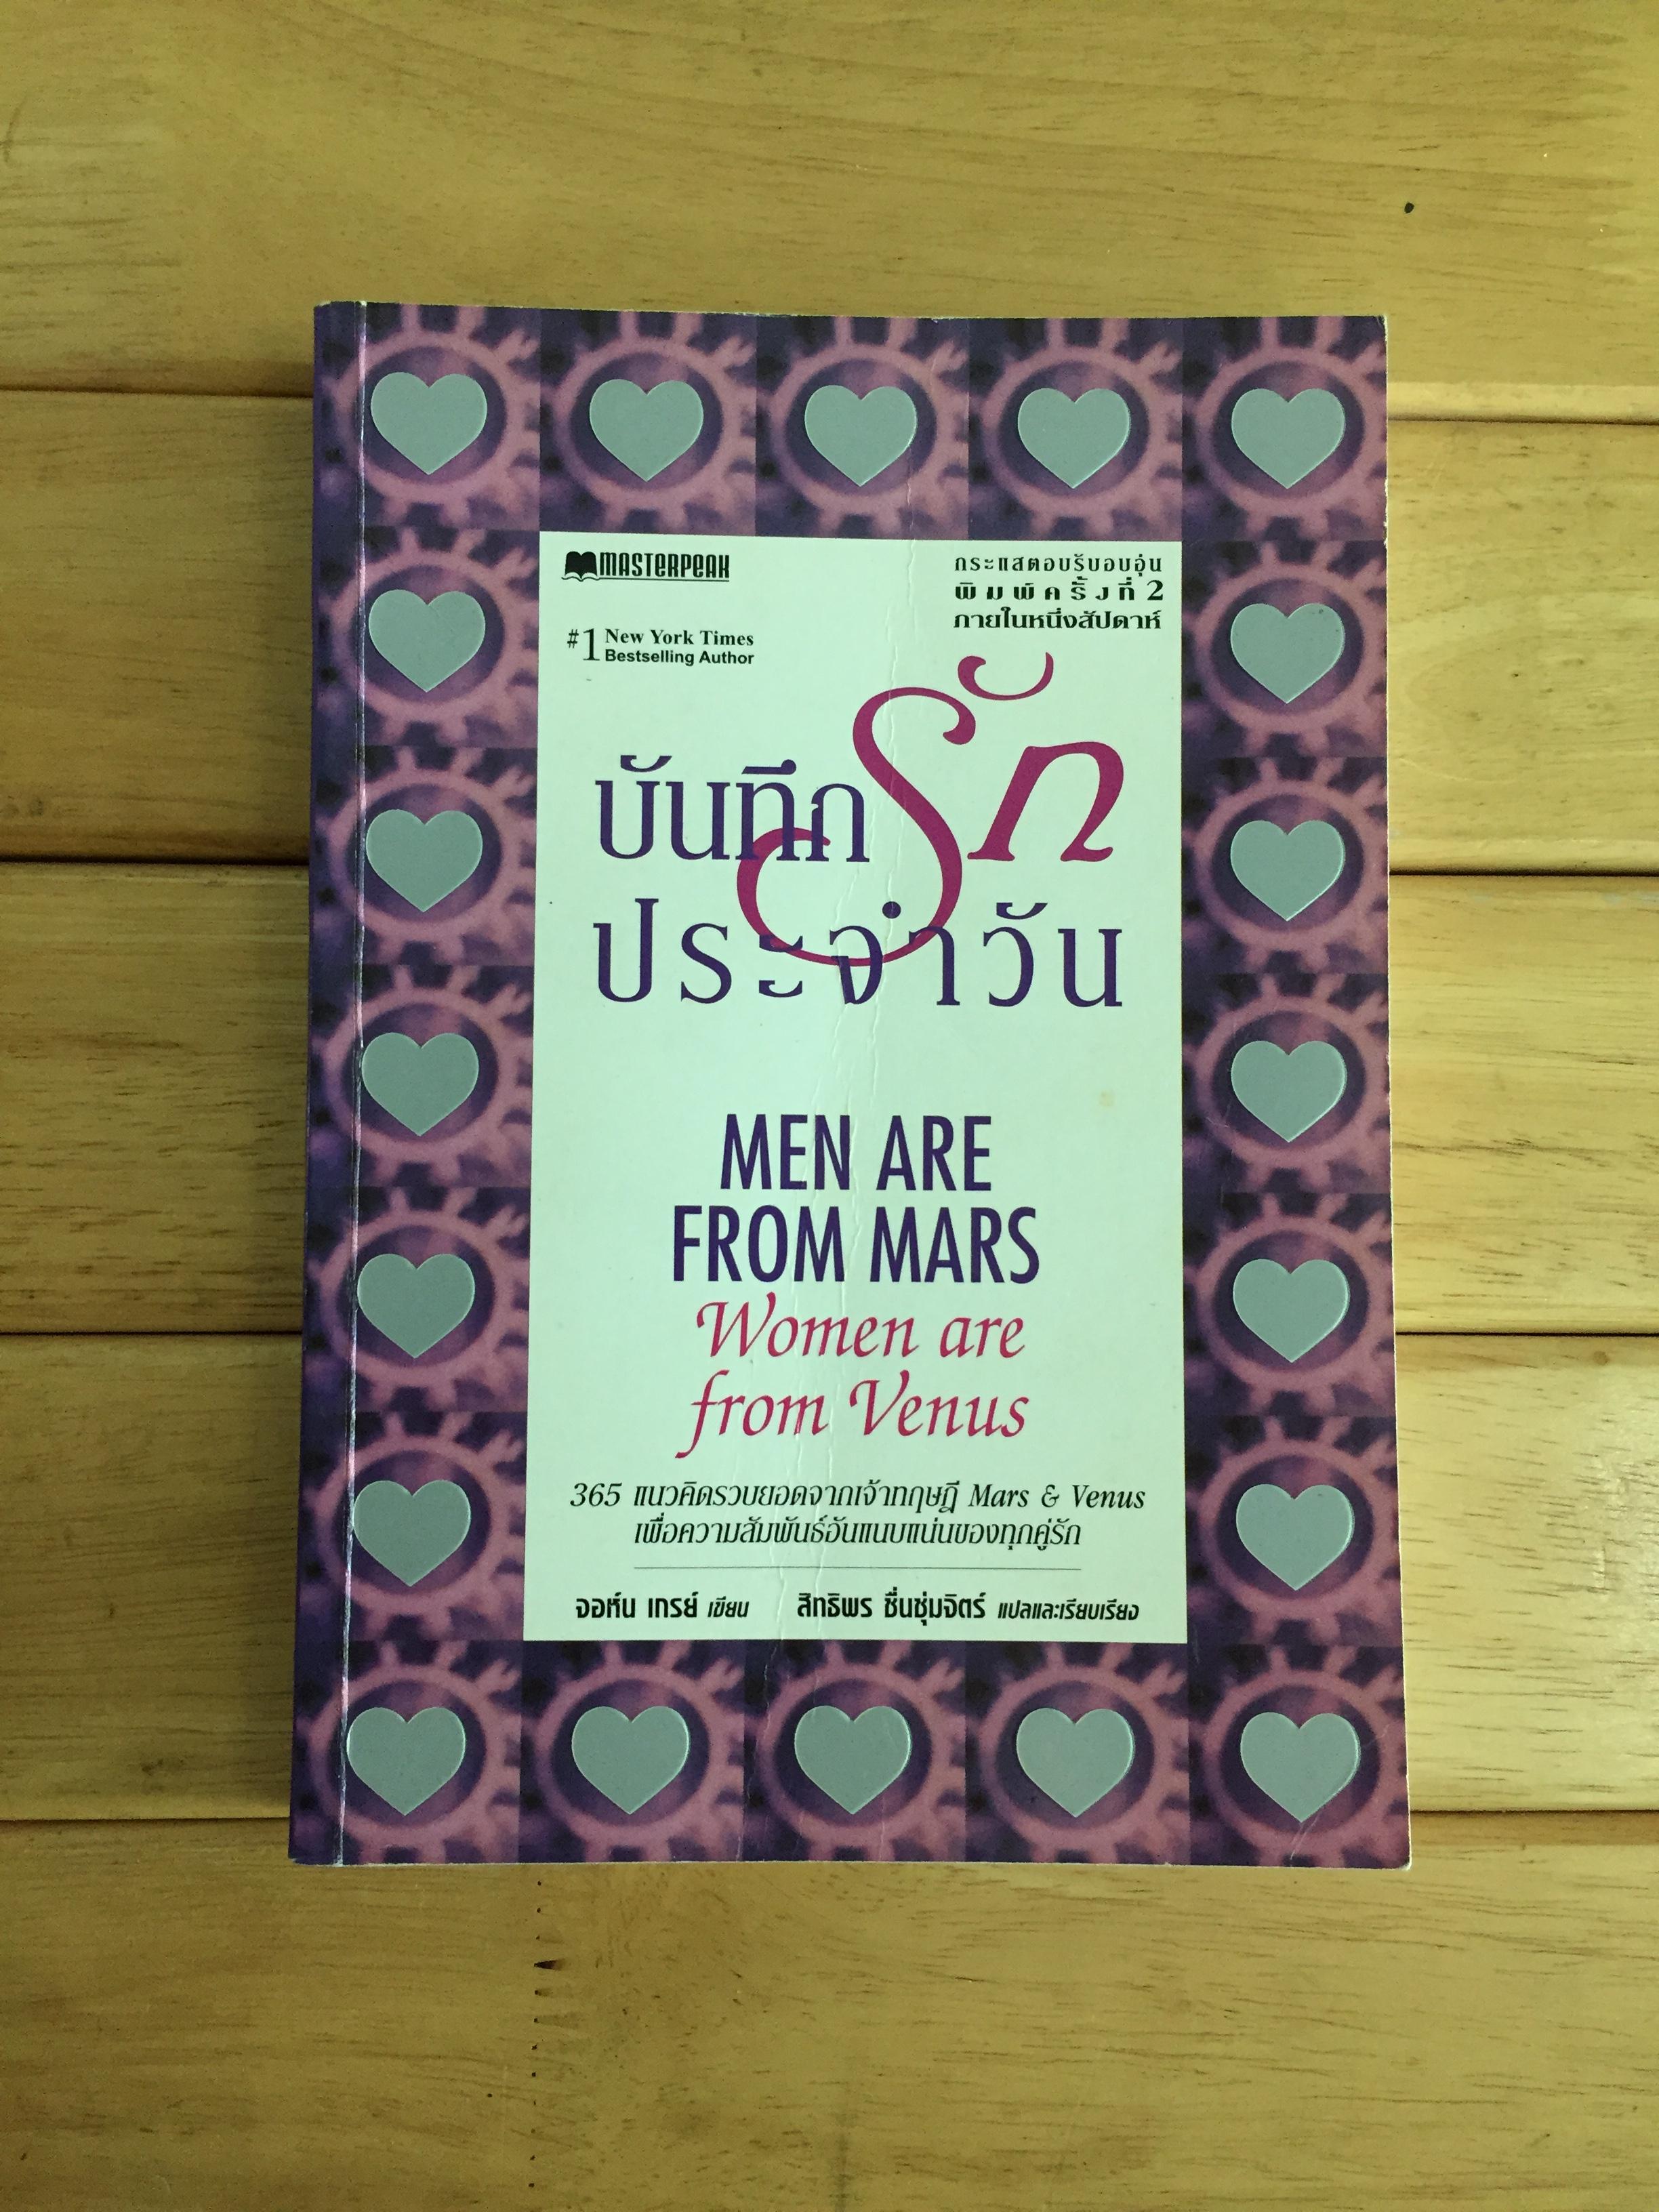 MASTERPEAK
กระแสตอบรับอบอุ่น
พิมพ์ครั้งที่ 2
ภายในหนึ่งสัปดาห์
#1 New York Times
Bestselling Author
บันทึกรัก
ประจำวัน
MEN ARE
FROM MARS
Women are
from Venus
365 แนวคิดรวบยอดจากเจ้าทฤษฎี Mars & Venus
เพื่อความสัมพันธ์อันแนบแน่นของทุกคู่รัก
จอห์น เกรย์ เขียน สิทธิพร ชื่นชุ่มจิตร์ แปลและเรียบเรียง